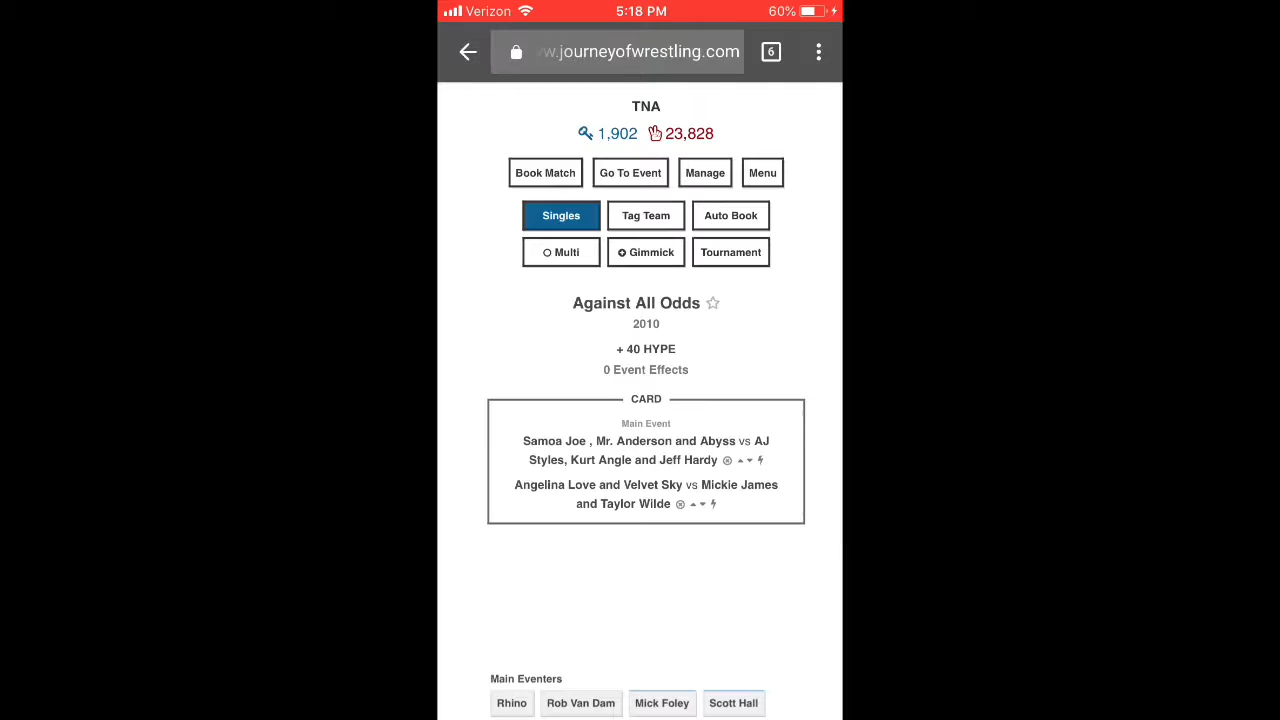 Verizon 5:18 PM 60%
w.journeyofwrestling.com 6
TNA
1,902 23,828
Book Match Go To Event Manage Menu
Singles Tag Team Auto Book
Multi Gimmick Tournament
Against All Odds
2010
+ 40 HYPE
0 Event Effects
CARD
Main Event
Samoa Joe , Mr. Anderson and Abyss vs AJ
Styles, Kurt Angle and Jeff Hardy
Angelina Love and Velvet Sky vs Mickie James
and Taylor Wilde
Main Eventers
Rhino Rob Van Dam Mick Foley Scott Hall